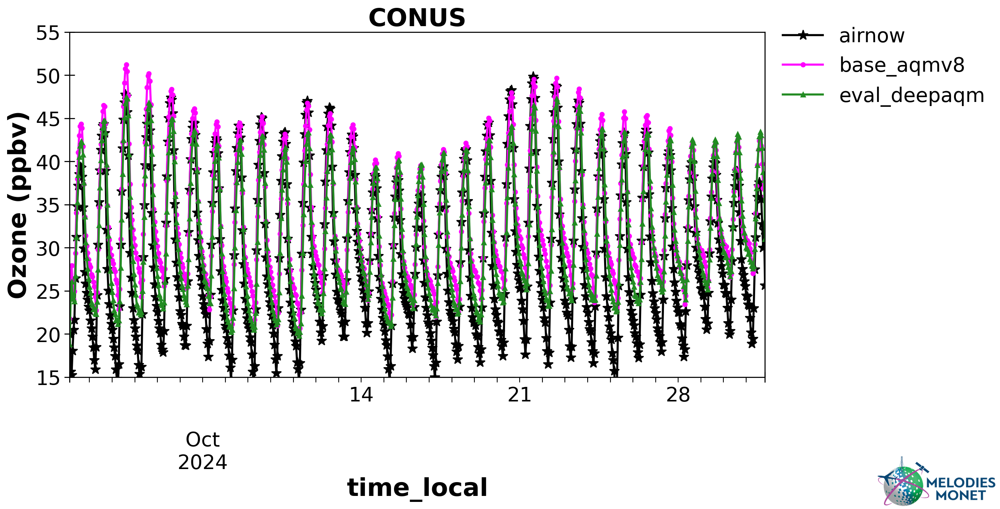 CONUS
55
50
45
40
35
30
25
20
15
Ozone (ppbv)
14
21
28
Oct
2024
time_local
airnow
base_aqmv8
eval_deepaqm
MELODIES
MONET